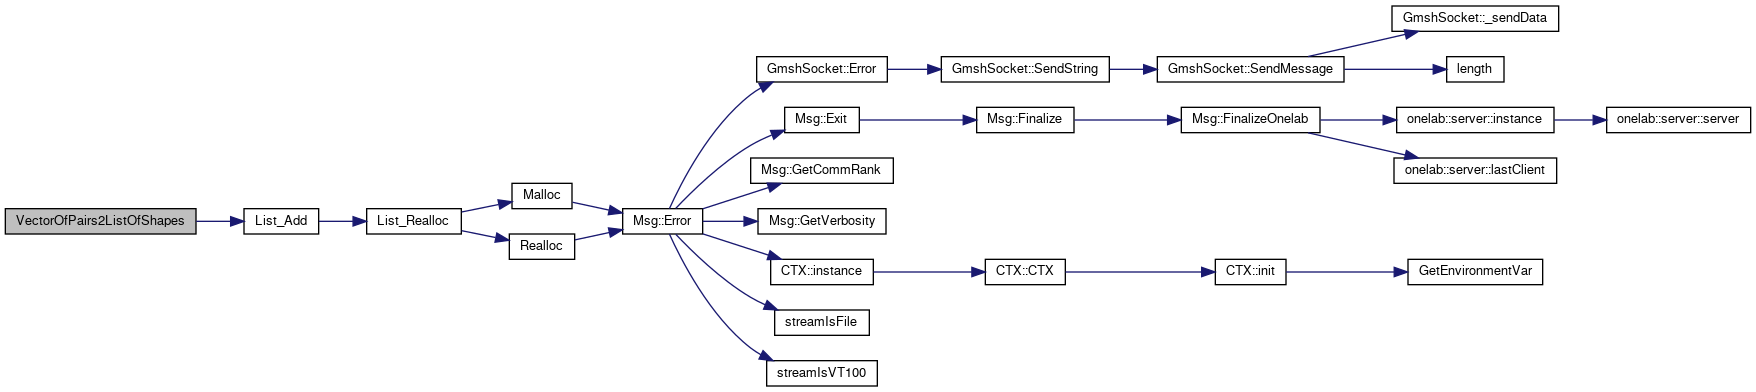 GmshSocket::_sendData
GmshSocket::Error
GmshSocket::SendString
GmshSocket::SendMessage
length
Msg::Exit
Msg::Finalize
Msg::FinalizeOnelab
onelab::server::instance
onelab::server::server
Msg::GetCommRank
onelab::server::lastClient
Malloc
VectorOfPairs2ListOfShapes
List_Add
List_Realloc
Msg::Error
Msg::GetVerbosity
Realloc
CTX::instance
CTX::CTX
CTX::init
GetEnvironmentVar
streamIsFile
streamIsVT100